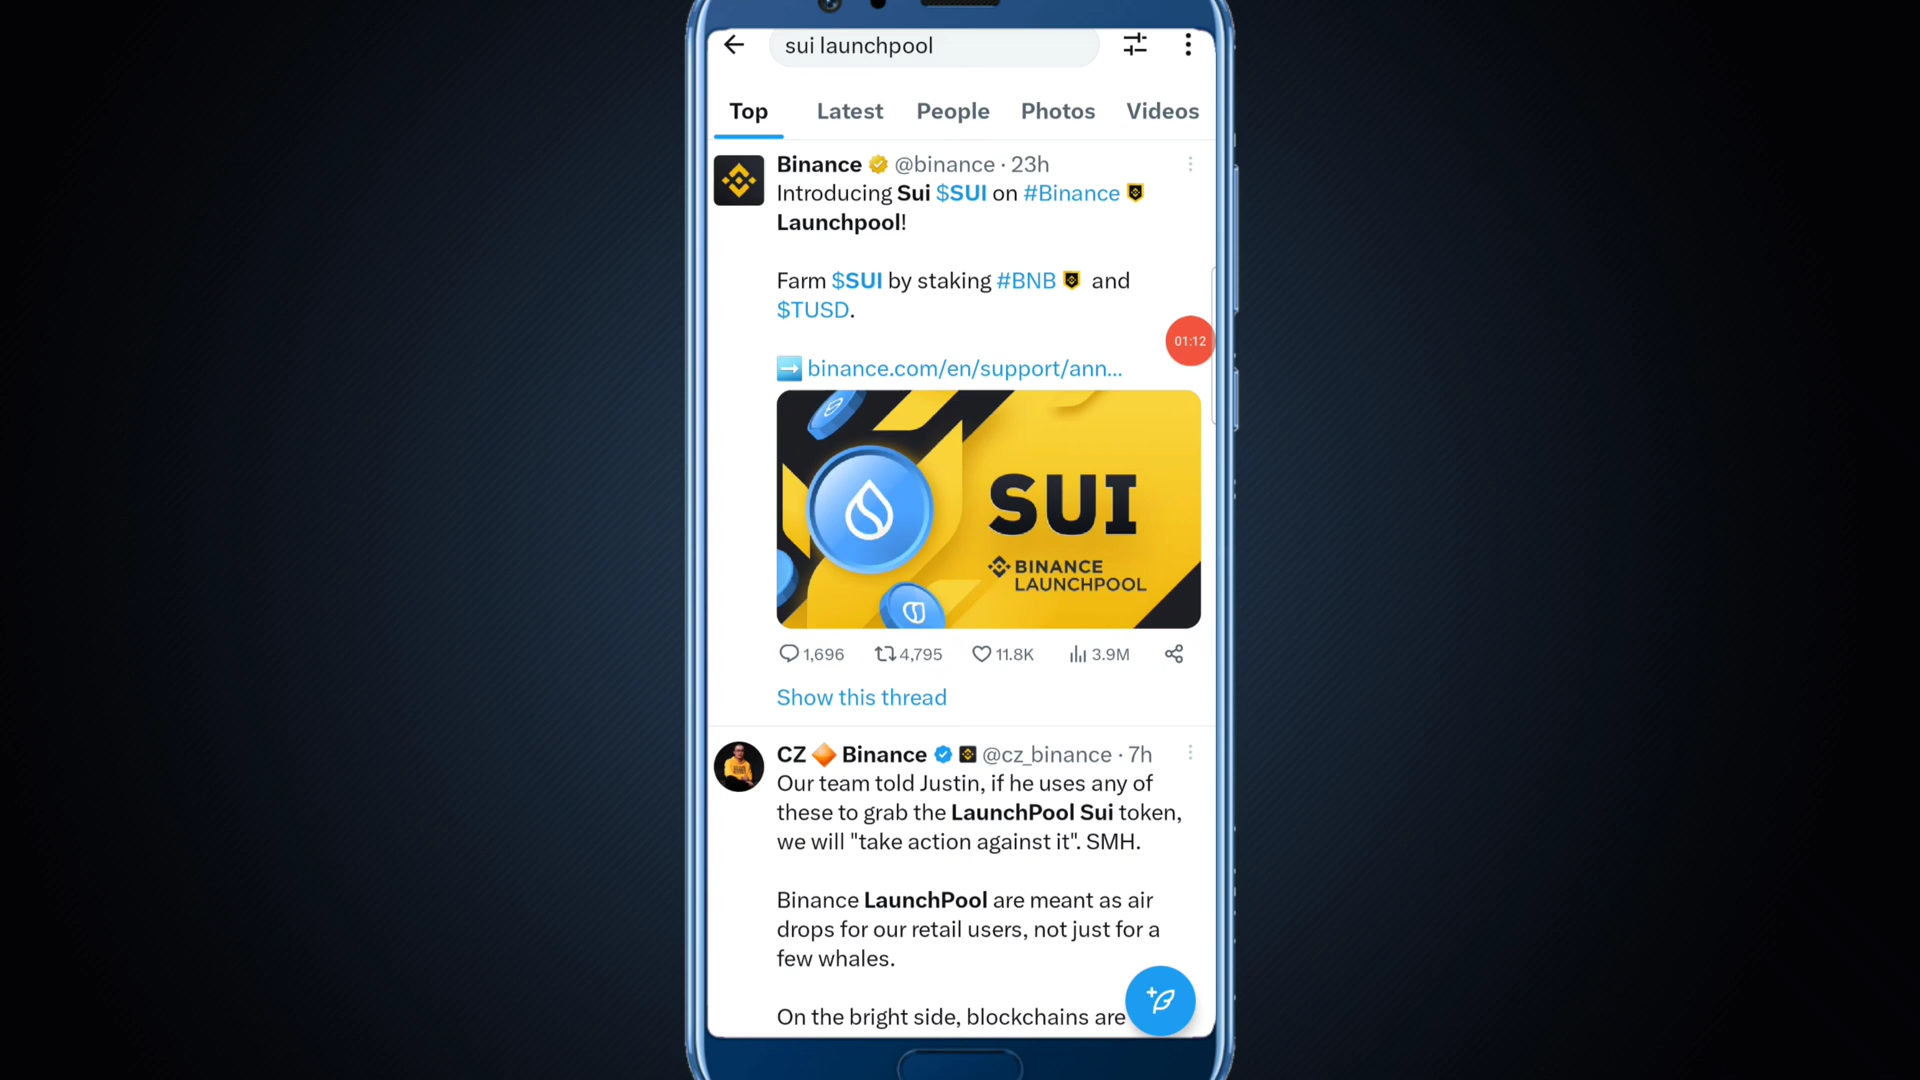 sui launchpool
Top Latest People Photos Videos
Binance @binance · 23h
Introducing Sui $SUI on #Binance
Launchpool!
Farm $SUI by staking #BNB and
$TUSD.
01:12
➡️ binance.com/en/support/ann...
SUI
BINANCE
LAUNCHPOOL
1,696 4,795 11.8K 3.9M
Show this thread
CZ 🔶 Binance @cz_binance · 7h
Our team told Justin, if he uses any of
these to grab the LaunchPool Sui token,
we will "take action against it". SMH.
Binance LaunchPool are meant as air
drops for our retail users, not just for a
few whales.
On the bright side, blockchains are